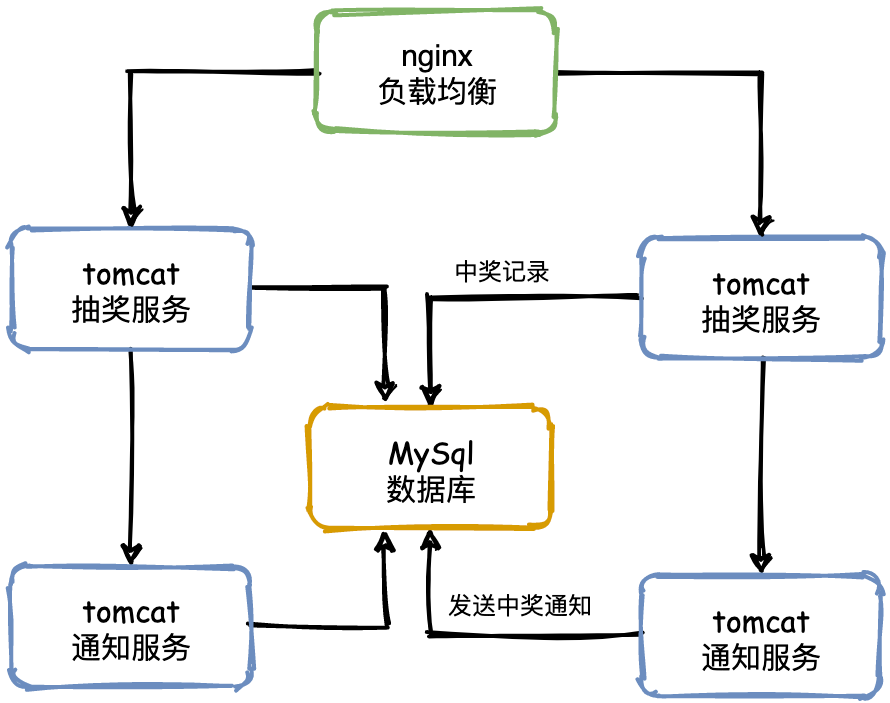 nginx
负载均衡
tomcat
抽奖服务
中奖记录
tomcat
抽奖服务
MySql
数据库
tomcat
通知服务
发送中奖通知
tomcat
通知服务